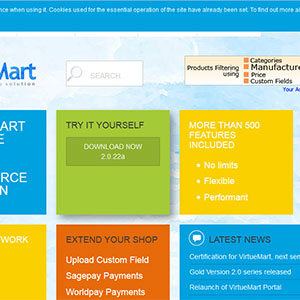 nce when using it. Cookies used for the essential operation of the site have already been set. To find out more a
Mart
solution
SEARCH...
Products Filtering
using
Categories
Manufacture
Price
Custom Fields
Your A
ART
E
RCE
N
TRY IT YOURSELF
DOWNLOAD NOW
2.0.22a
MORE THAN 500
FEATURES
INCLUDED
No limits
Flexible
Performant
WORK
EXTEND YOUR SHOP
Upload Custom Field
Sagepay Payments
Worldpay Payments
LATEST NEWS
Certification for VirtueMart, next ser
Gold Version 2.0 series released
Relaunch of VirtueMart Portal